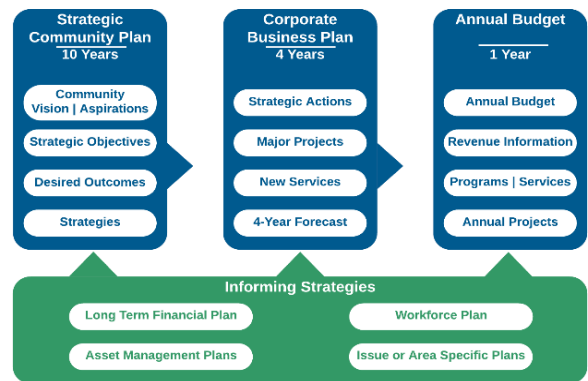 Strategic
Community Plan
10 Years
Community
Vision | Aspirations
Strategic Objectives
Desired Outcomes
Strategies
Corporate
Business Plan
4 Years
Strategic Actions
Major Projects
New Services
4-Year Forecast
Annual Budget
1 Year
Annual Budget
Revenue Information
Programs | Services
Annual Projects
Informing Strategies
Long Term Financial Plan
Workforce Plan
Asset Management Plans
Issue or Area Specific Plans